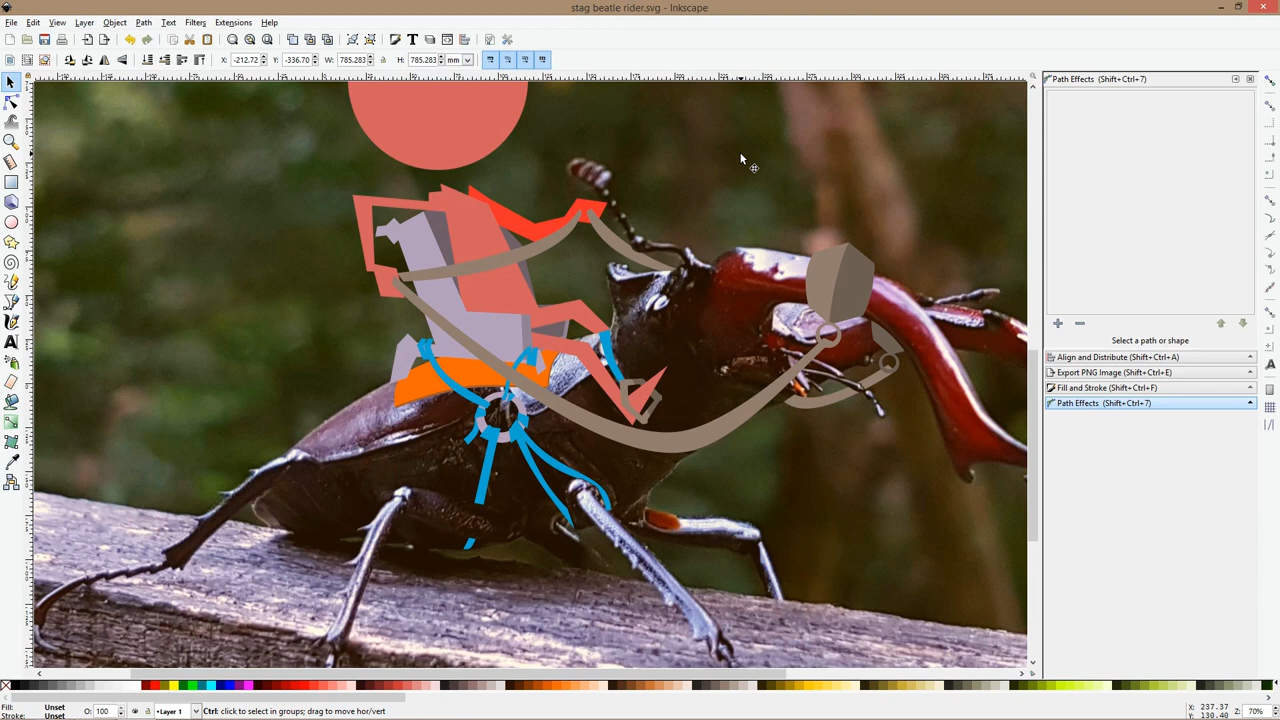 stag beatle rider.svg - Inkscape
File Edit View Layer Object Path Text Filters Extensions Help
X: -212.72 Y: -336.70 W: 785.283 H: 785.283 mm
Path Effects (Shift+Ctrl+7)
Select a path or shape
Align and Distribute (Shift+Ctrl+A)
Export PNG Image (Shift+Ctrl+E)
Fill and Stroke (Shift+Ctrl+F)
Path Effects (Shift+Ctrl+7)
Fill: Unset
Stroke: Unset
O: 100
•Layer 1
Ctrl: click to select in groups; drag to move hor/vert
X: 237.37
Y: 130.40
Z: 70%